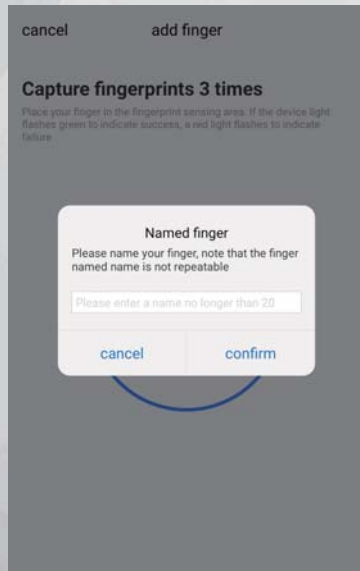 cancel add finger
Capture fingerprints 3 times
Place your finger in the fingerprint sensing area. If the device light
flashes green to indicate success, a red light flashes to indicate
failure
Named finger
Please name your finger, note that the finger
named name is not repeatable
Please enter a name no longer than 20
cancel confirm